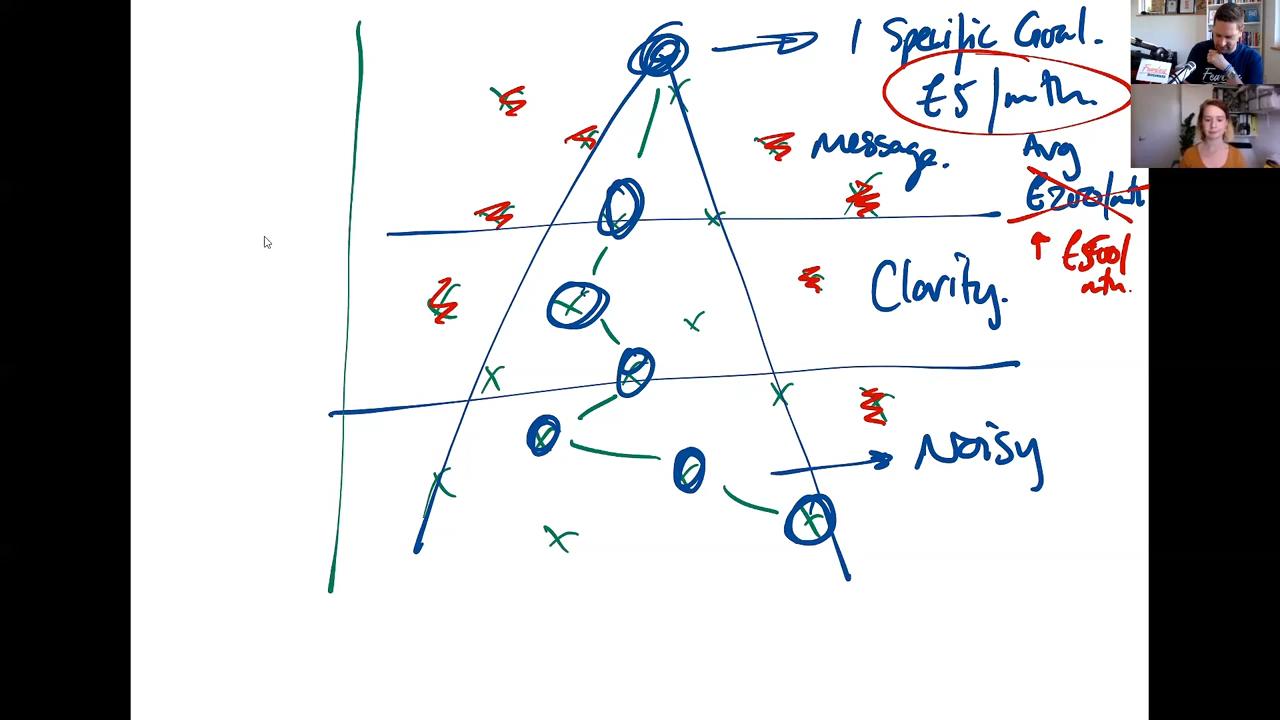 1 Specific Goal.
£5/mth.
Message.
Avg
£200/mth
↑ £500/
mth.
Clarity.
Noisy